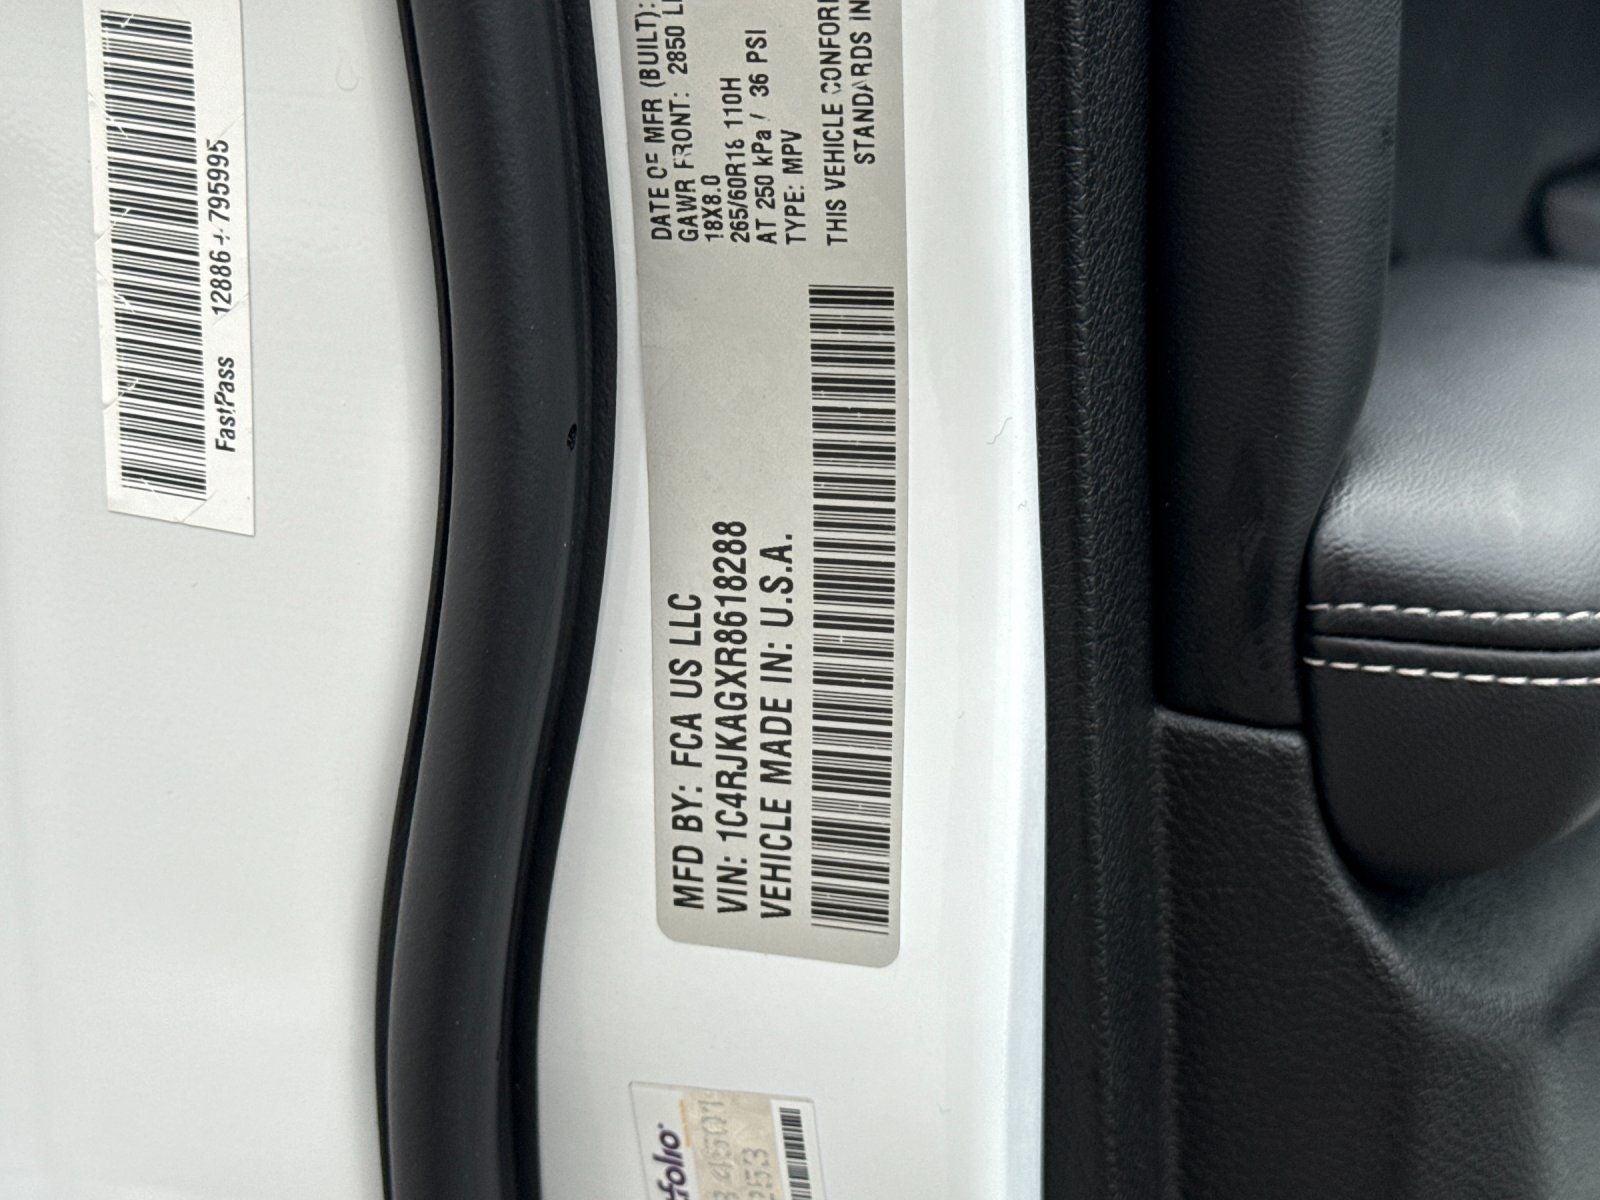 FastPass 12886 + 795995
MFD BY: FCA US LLC
VIN: 1C4RJKAGXR8618288
VEHICLE MADE IN: U.S.A.
DATE OF MFR (BUILT):
GAWR FRONT: 2850 L
18X8.0
265/60R18 110H
AT 250 kPa / 36 PSI
TYPE: MPV
THIS VEHICLE CONFOR
STANDARDS IN
folio